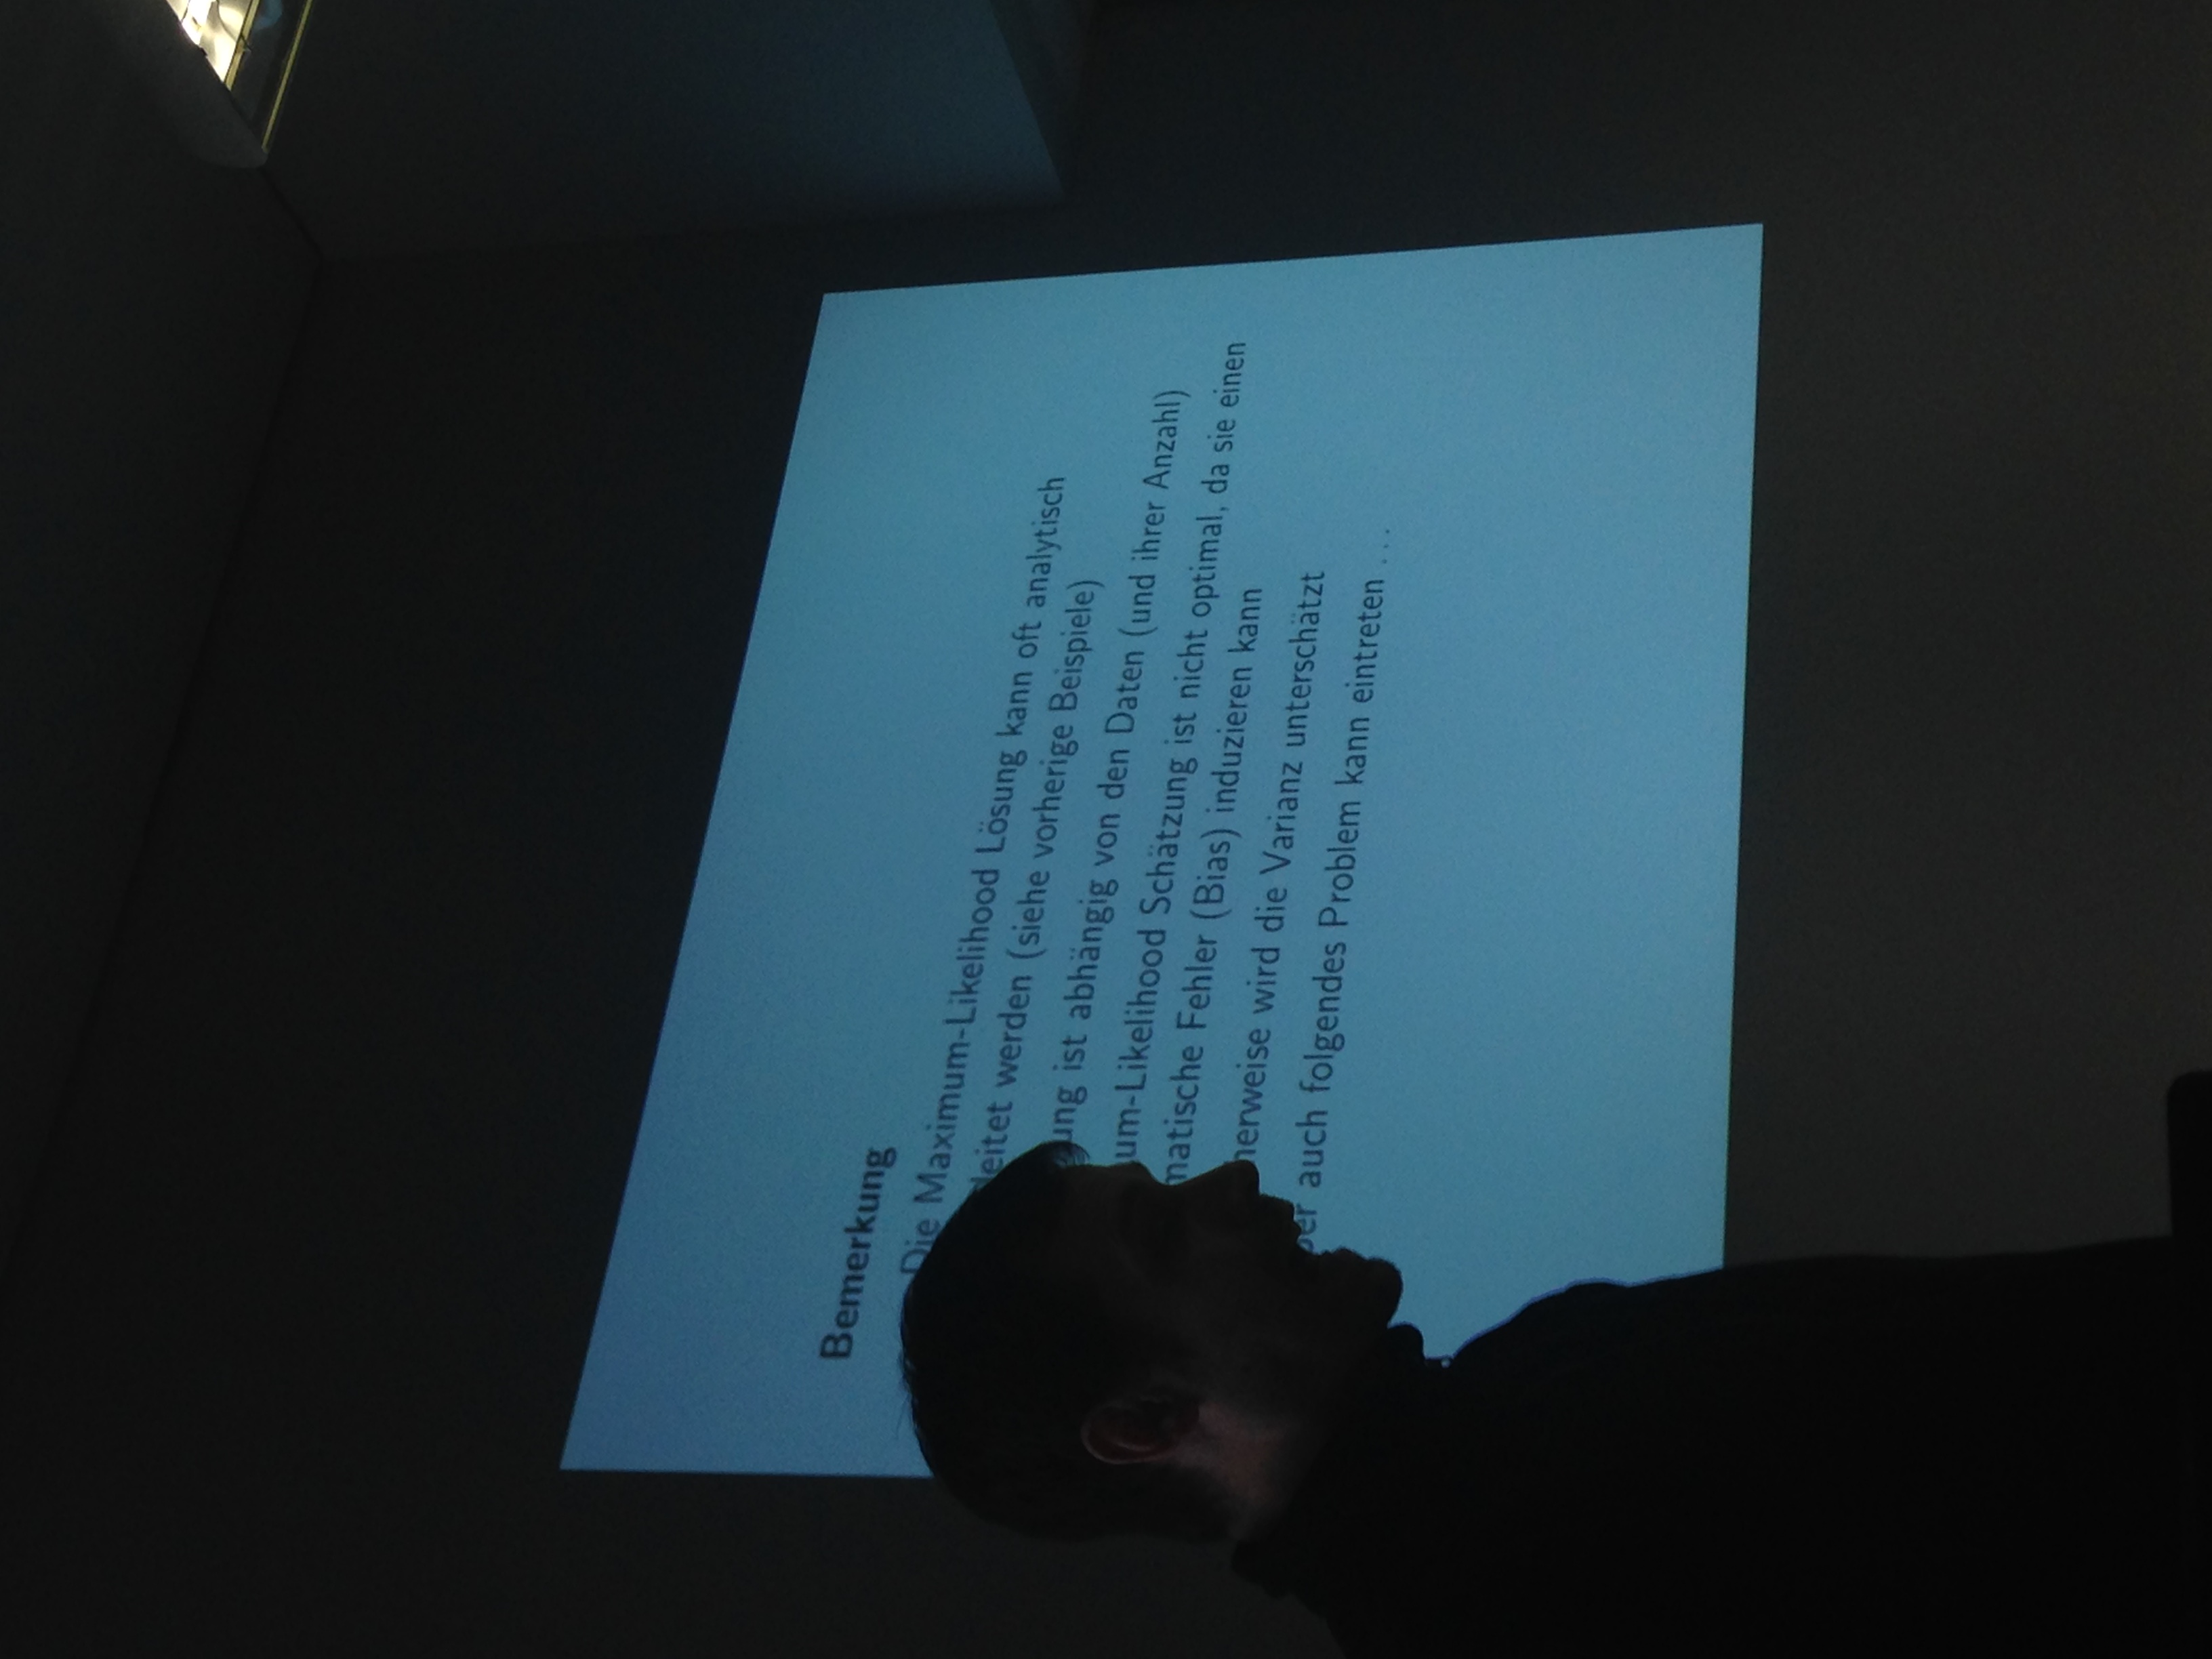 Bemerkung
Die Maximum-Likelihood Lösung kann oft analytisch
leitet werden (siehe vorherige Beispiele)
ung ist abhängig von den Daten (und ihrer Anzahl)
um-Likelihood Schätzung ist nicht optimal, da sie einen
matische Fehler (Bias) induzieren kann
herweise wird die Varianz unterschätzt
ber auch folgendes Problem kann eintreten ...